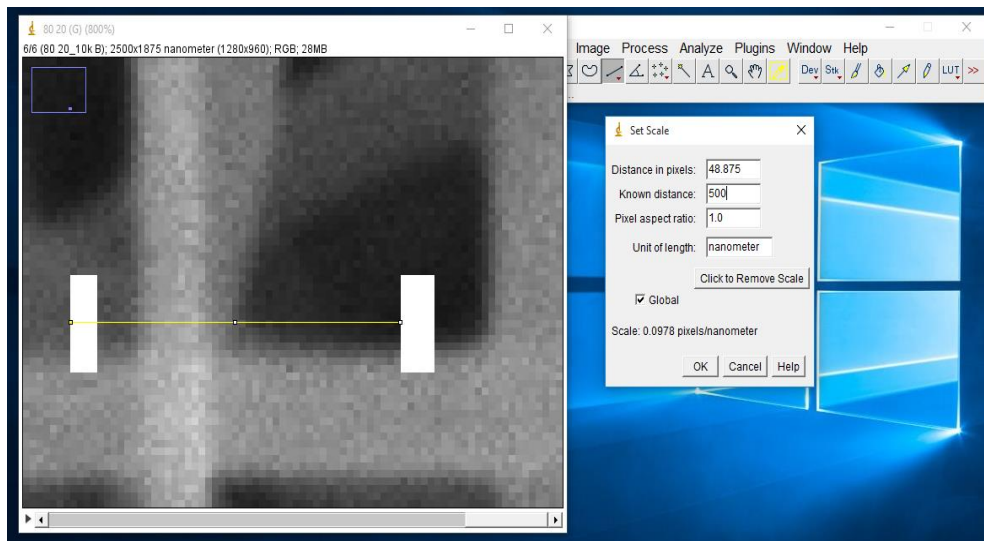 80 20 (G) (800%)
6/6 (80 20_10k B); 2500x1875 nanometer (1280x960); RGB; 28MB
Image Process Analyze Plugins Window Help
A Dev Stk LUT >>
Set Scale
Distance in pixels: 48.875
Known distance: 500
Pixel aspect ratio: 1.0
Unit of length: nanometer
Click to Remove Scale
Global
Scale: 0.0978 pixels/nanometer
OK Cancel Help